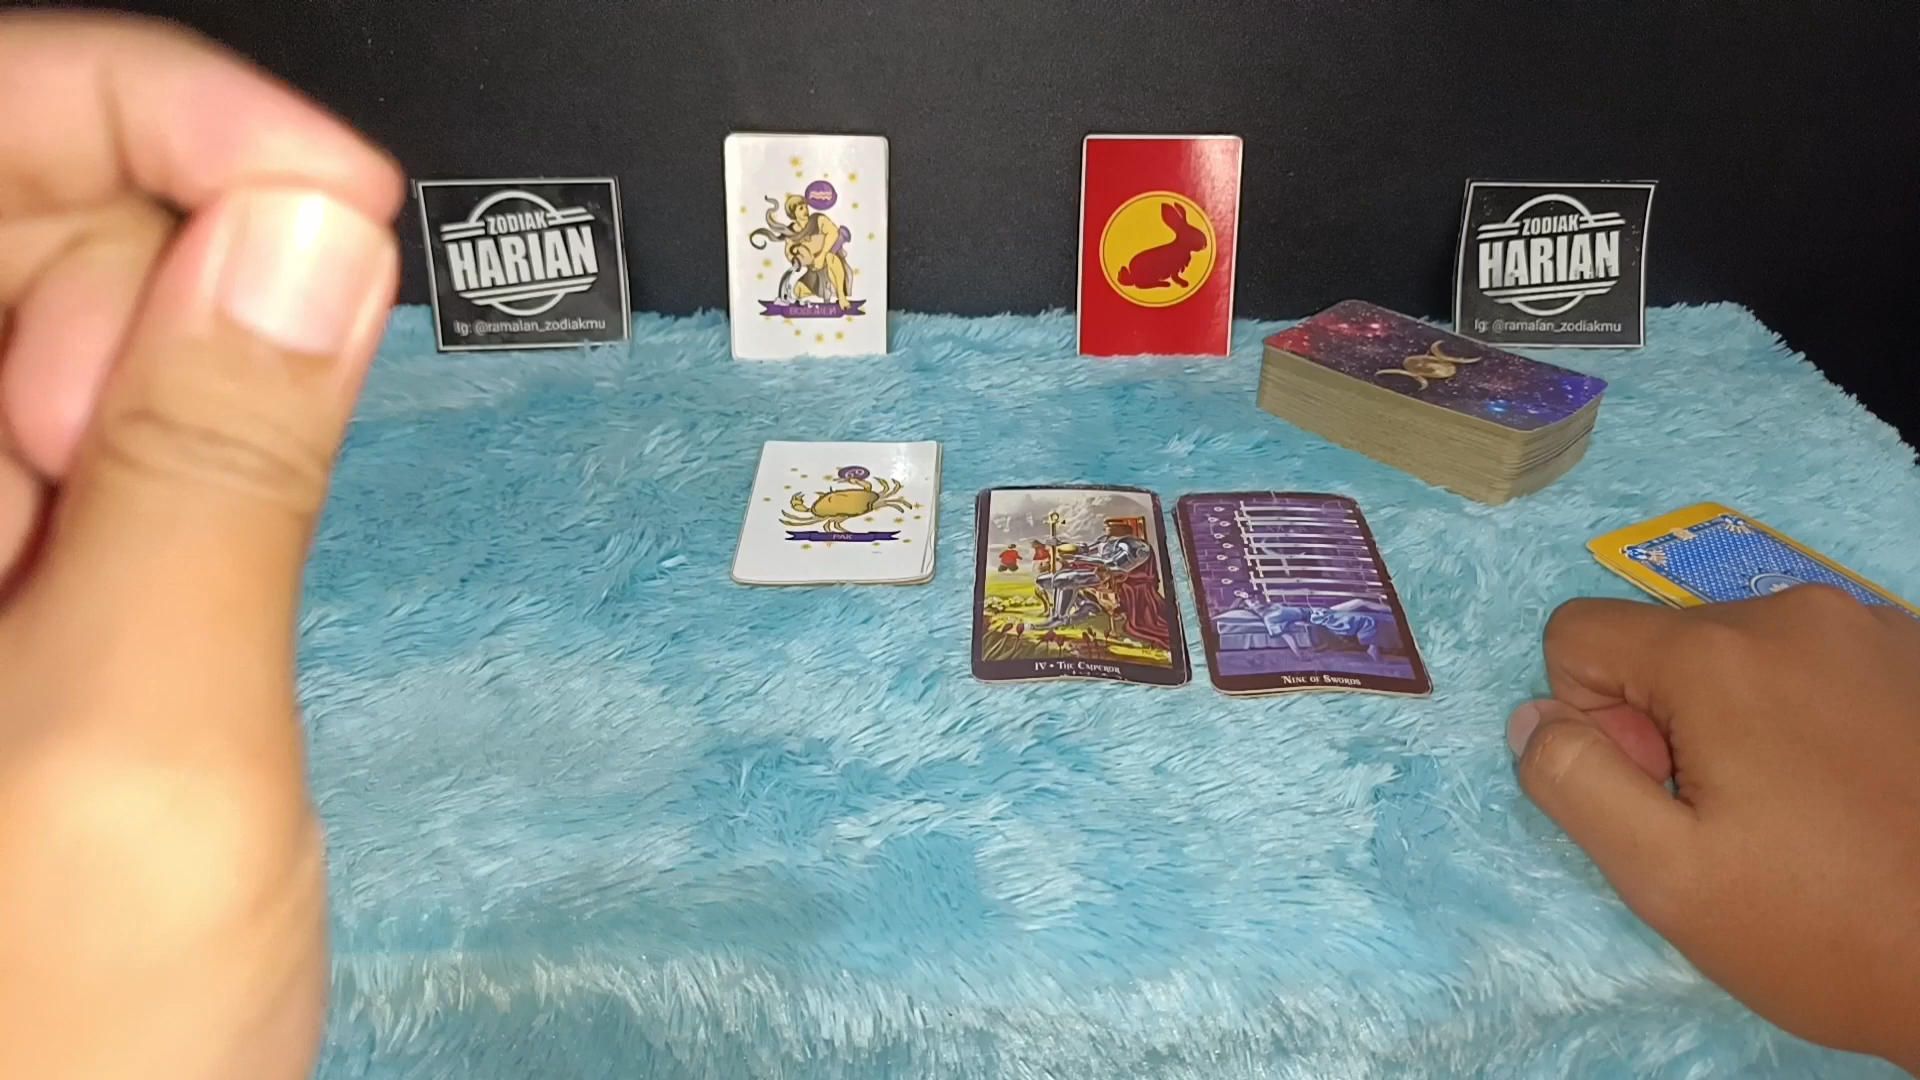 ZODIAK
HARIAN
Ig: @ramalan_zodiakmu
ВОДОЛЕЙ
ZODIAK
HARIAN
Ig: @ramalan_zodiakmu
РАК
IV • THE EMPEROR
NINE OF SWORDS